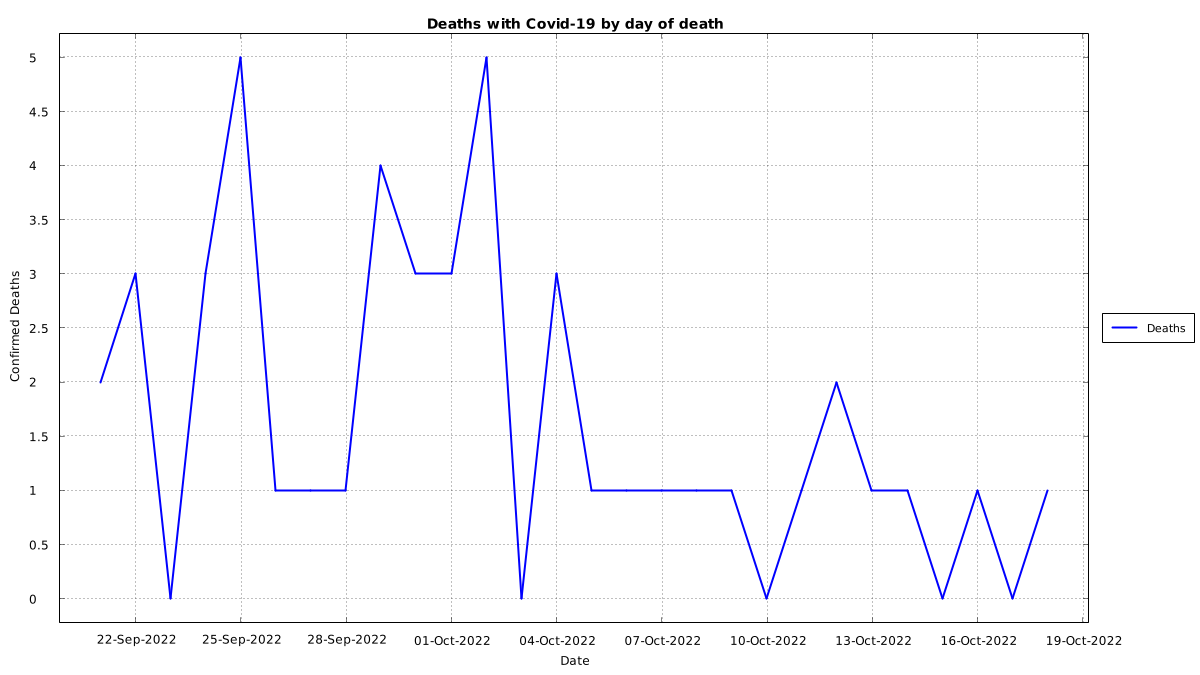 Deaths with Covid-19 by day of death
5
4.5
4
3.5
3
2.5
2
1.5
1
0.5
0
Confirmed Deaths
22-Sep-2022 25-Sep-2022 28-Sep-2022 01-Oct-2022 04-Oct-2022 07-Oct-2022 10-Oct-2022 13-Oct-2022 16-Oct-2022 19-Oct-2022
Date
Deaths